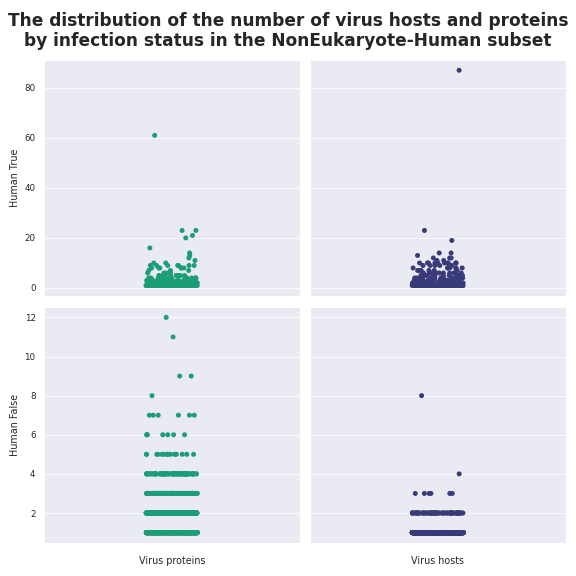 The distribution of the number of virus hosts and proteins
by infection status in the NonEukaryote-Human subset
80
60
40
20
0
Human True
12
10
8
6
4
2
Human False
Virus proteins
Virus hosts